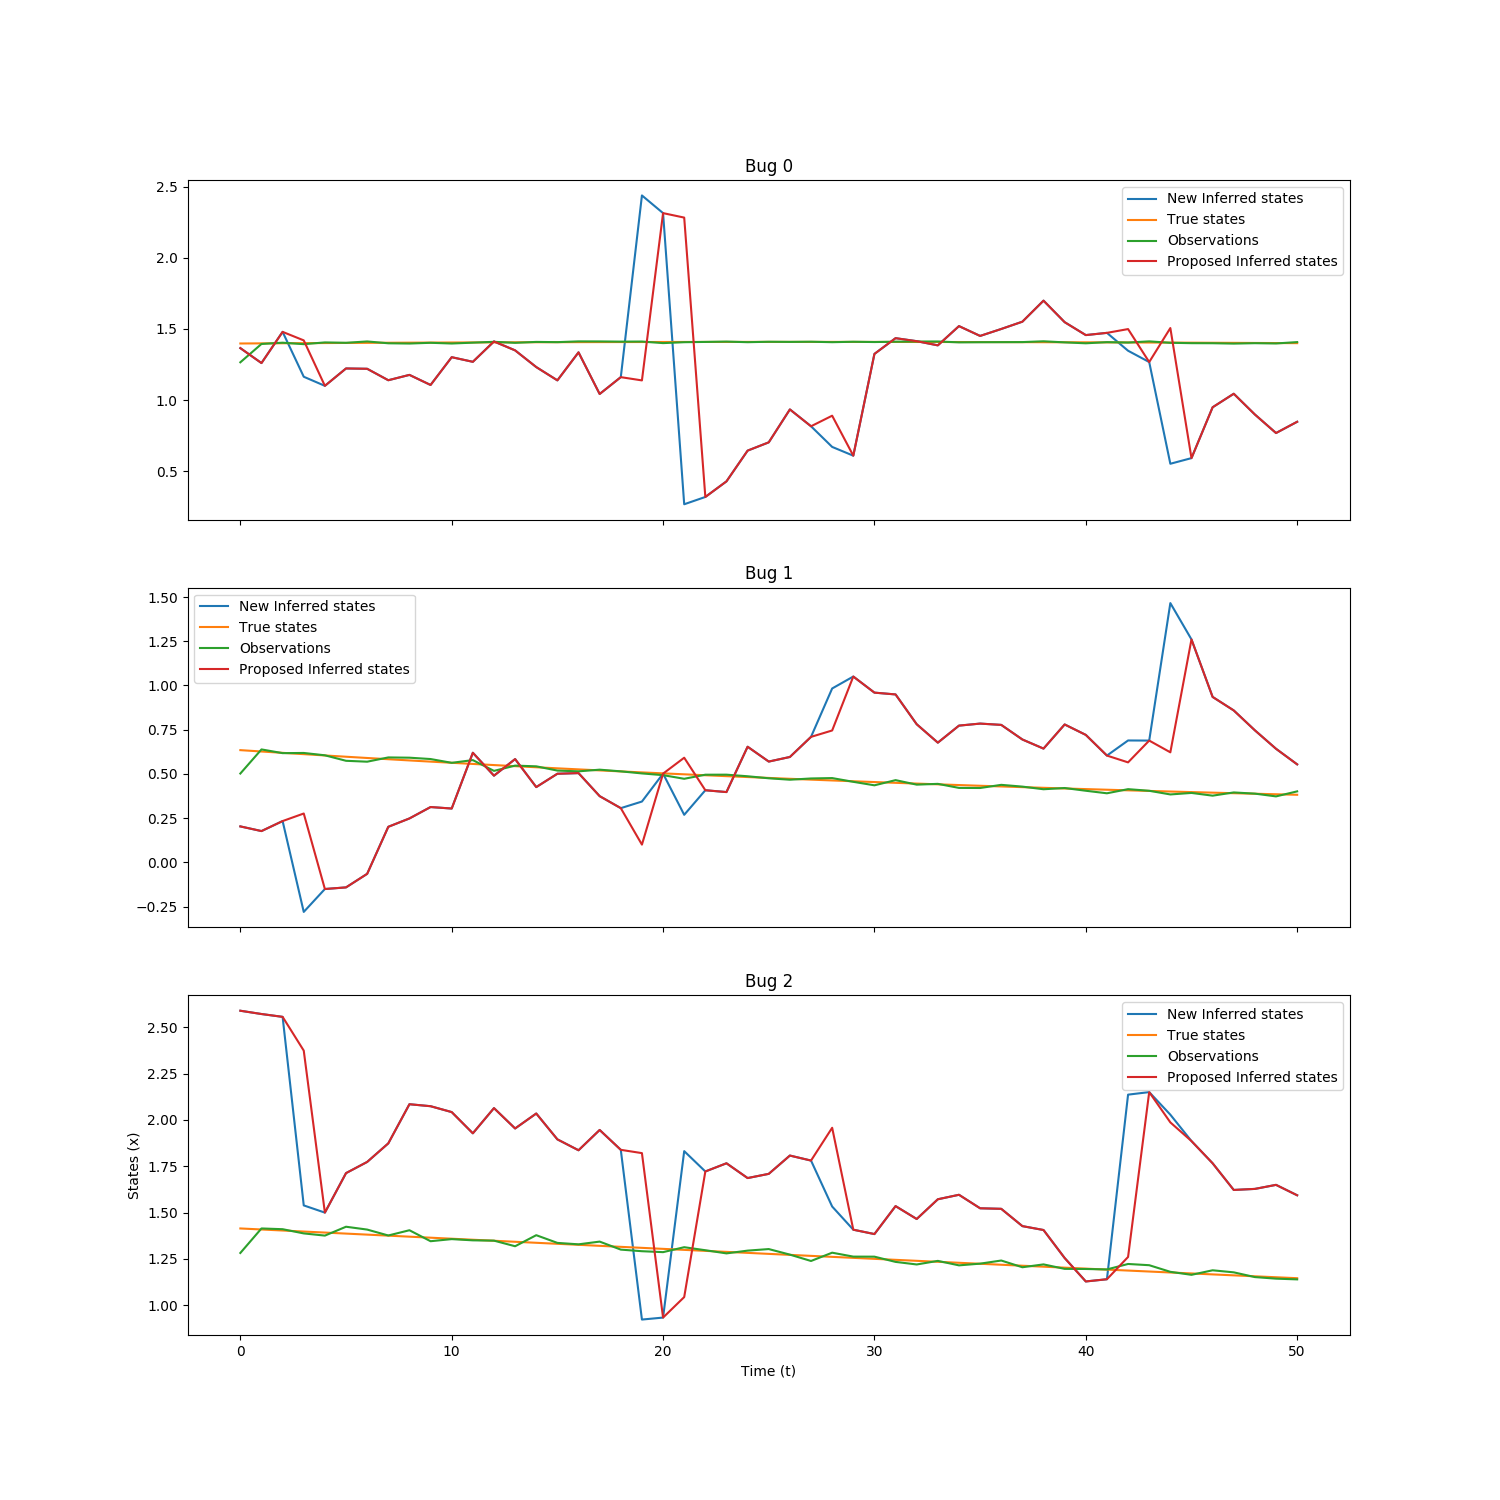 Bug 0
2.5
2.0
1.5
1.0
0.5
New Inferred states
True states
Observations
Proposed Inferred states
Bug 1
1.50
1.25
1.00
0.75
0.50
0.25
0.00
−0.25
New Inferred states
True states
Observations
Proposed Inferred states
Bug 2
States (x)
2.50
2.25
2.00
1.75
1.50
1.25
1.00
New Inferred states
True states
Observations
Proposed Inferred states
0 10 20 30 40 50
Time (t)